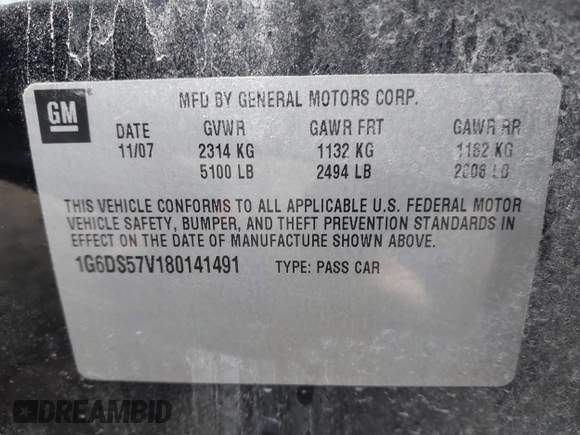 GM
MFD BY GENERAL MOTORS CORP.
DATE GVWR GAWR FRT GAWR RR
11/07 2314 KG 1132 KG 1182 KG
5100 LB 2494 LB 2606 LB
THIS VEHICLE CONFORMS TO ALL APPLICABLE U.S. FEDERAL MOTOR
VEHICLE SAFETY, BUMPER, AND THEFT PREVENTION STANDARDS IN
EFFECT ON THE DATE OF MANUFACTURE SHOWN ABOVE.
1G6DS57V180141491 TYPE: PASS CAR
DREAMBID